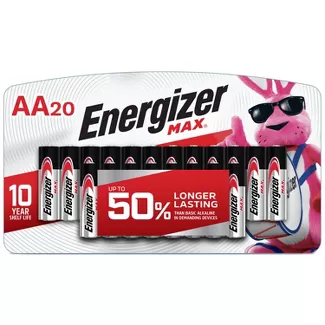 AA20
Energizer
MAX®
10
YEAR
SHELF LIFE
UP TO
50%
LONGER
LASTING
THAN BASIC ALKALINE
IN DEMANDING DEVICES